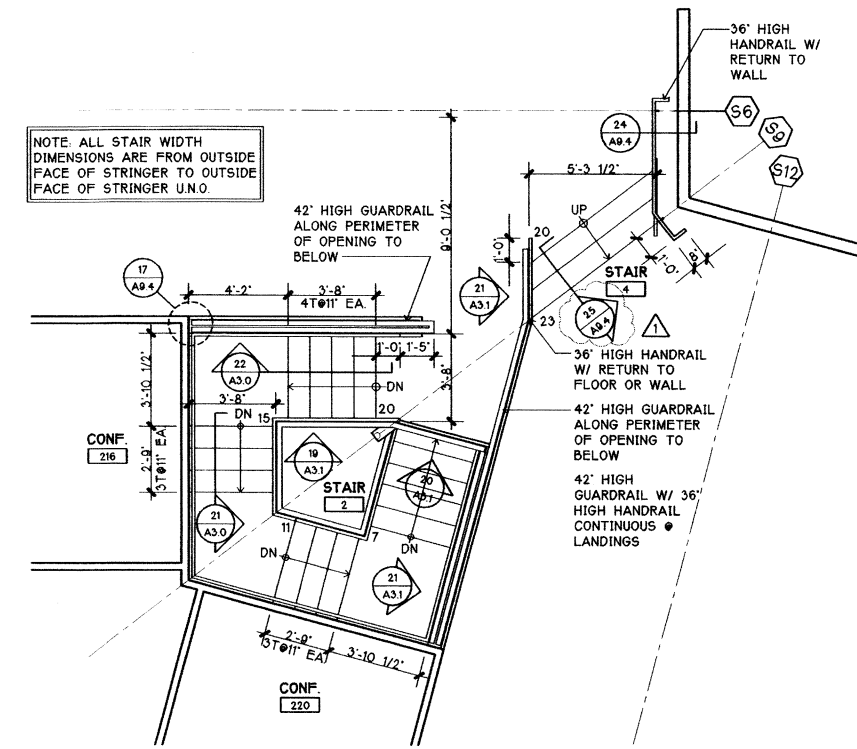 36" HIGH
HANDRAIL W/
RETURN TO
WALL
S6
S9
S12
24
A9.4
NOTE: ALL STAIR WIDTH
DIMENSIONS ARE FROM OUTSIDE
FACE OF STRINGER TO OUTSIDE
FACE OF STRINGER U.N.O.
5'-3 1/2"
42" HIGH GUARDRAIL
ALONG PERIMETER
OF OPENING TO
BELOW
9'-0 1/2"
UP
20
1'-0"
1'-0"
8"
STAIR
4
17
A9.4
21
A3.1
4'-2"
3'-8"
4T@11" EA.
25
A9.4
1
23
1'-0"
1'-5"
3'-8"
36" HIGH HANDRAIL
W/ RETURN TO
FLOOR OR WALL
3'-10 1/2"
22
A3.0
DN
3'-8"
DN
15
20
42" HIGH GUARDRAIL
ALONG PERIMETER
OF OPENING TO
BELOW
CONF.
216
2'-9"
3T@11" EA.
19
A3.1
STAIR
2
20
A3.1
42" HIGH
GUARDRAIL W/ 36"
HIGH HANDRAIL
CONTINUOUS @
LANDINGS
21
A3.0
11
7
DN
DN
21
A3.1
2'-9"
3T@11" EA.
3'-10 1/2"
CONF.
220